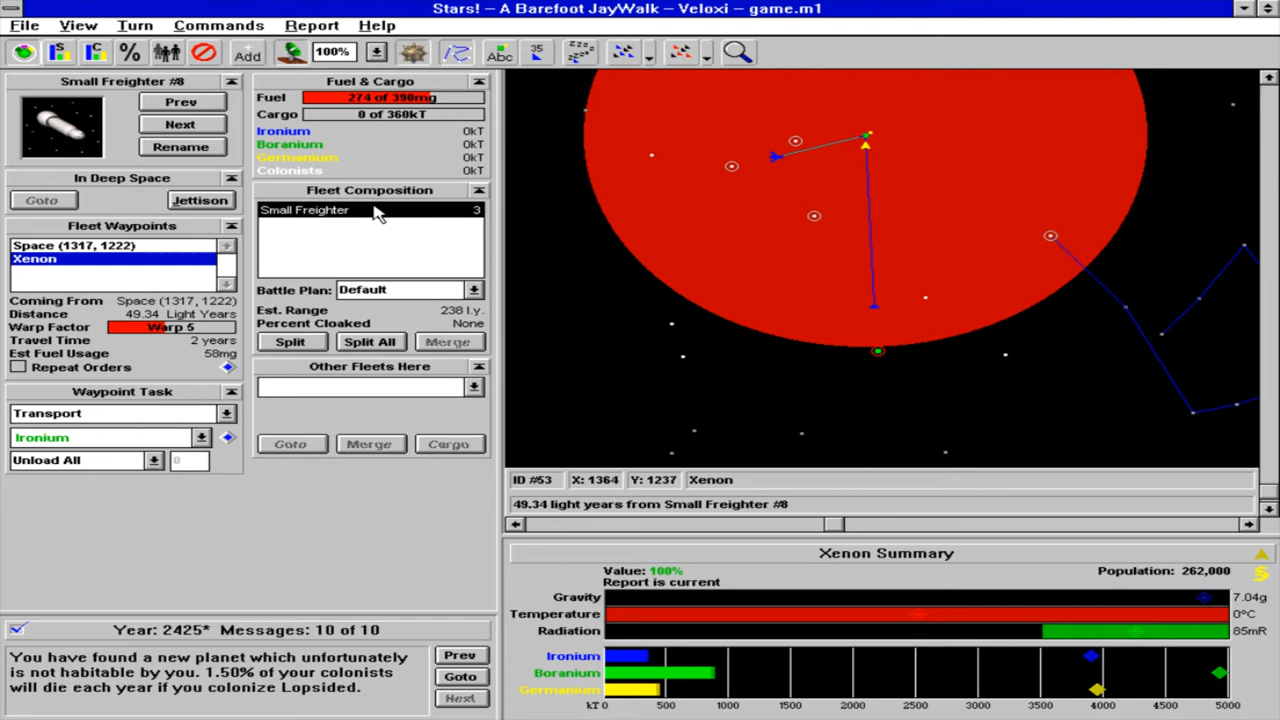 Stars! – A Barefoot JayWalk – Veloxi – game.m1
File View Turn Commands Report Help
S C % Add 100% Abc 35 zzz
Small Freighter #8
Prev
Next
Rename
In Deep Space
Goto Jettison
Fleet Waypoints
Space (1317, 1222)
Xenon
Coming From Space (1317, 1222)
Distance 49.34 Light Years
Warp Factor Warp 5
Travel Time 2 years
Est Fuel Usage 58mg
Repeat Orders
Waypoint Task
Transport
Ironium
Unload All 0
Fuel & Cargo
Fuel 274 of 390mg
Cargo 0 of 360kT
Ironium 0kT
Boranium 0kT
Germanium 0kT
Colonists 0kT
Fleet Composition
Small Freighter 3
Battle Plan: Default
Est. Range 238 l.y.
Percent Cloaked None
Split Split All Merge
Other Fleets Here
Goto Merge Cargo
ID #53 X: 1364 Y: 1237 Xenon
49.34 light years from Small Freighter #8
Year: 2425* Messages: 10 of 10
You have found a new planet which unfortunately
is not habitable by you. 1.50% of your colonists
will die each year if you colonize Lopsided.
Prev
Goto
Next
Xenon Summary
Value: 100% Population: 262,000
Report is current
Gravity 7.04g
Temperature 0°C
Radiation 85mR
Ironium
Boranium
Germanium
kT 0 500 1000 1500 2000 2500 3000 3500 4000 4500 5000